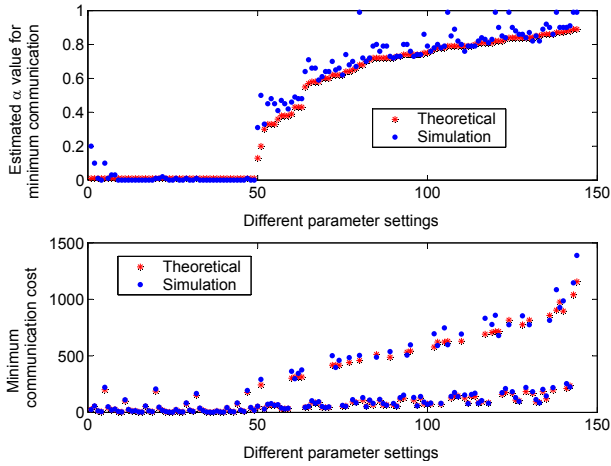 Estimated α value for
minimum communication
1
0.8
0.6
0.4
0.2
0
0
50
100
150
Theoretical
Simulation
Different parameter settings
Minimum
communication cost
1500
1000
500
0
0
50
100
150
Theoretical
Simulation
Different parameter settings